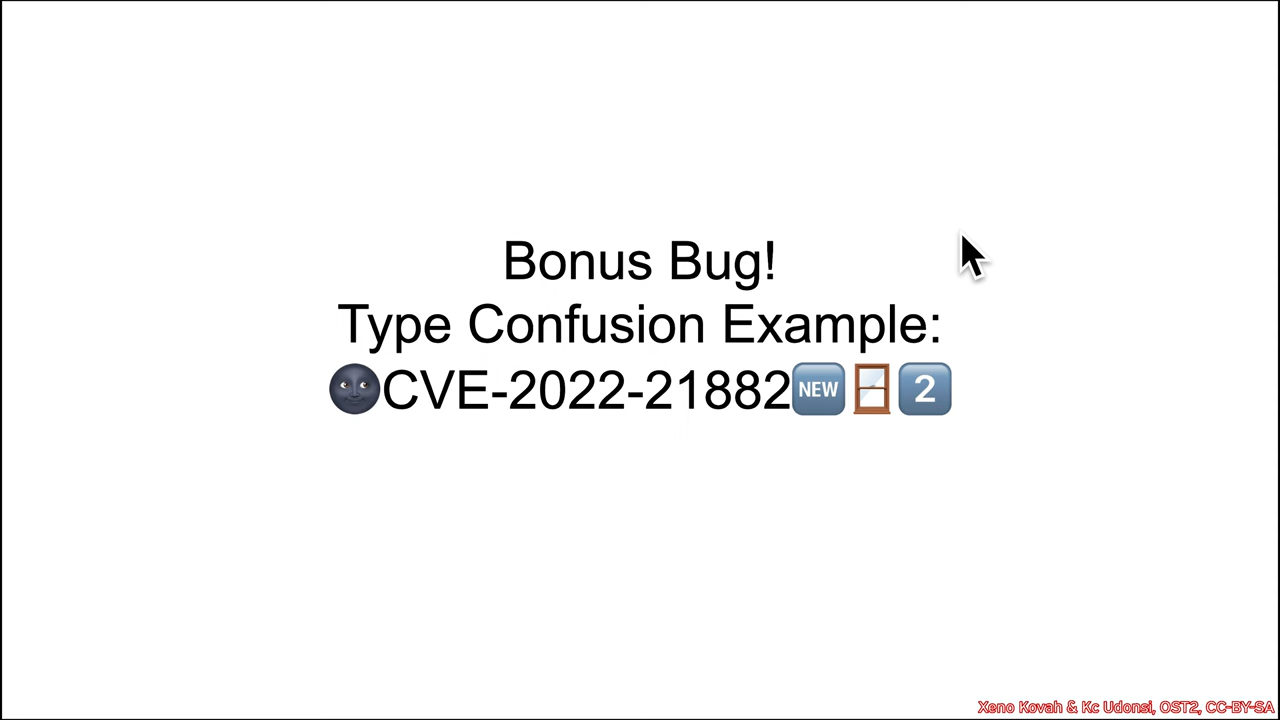 Bonus Bug!
Type Confusion Example:
🌚CVE-2022-21882🆕🪟2️⃣
Xeno Kovah & Kc Udonsi, OST2, CC-BY-SA